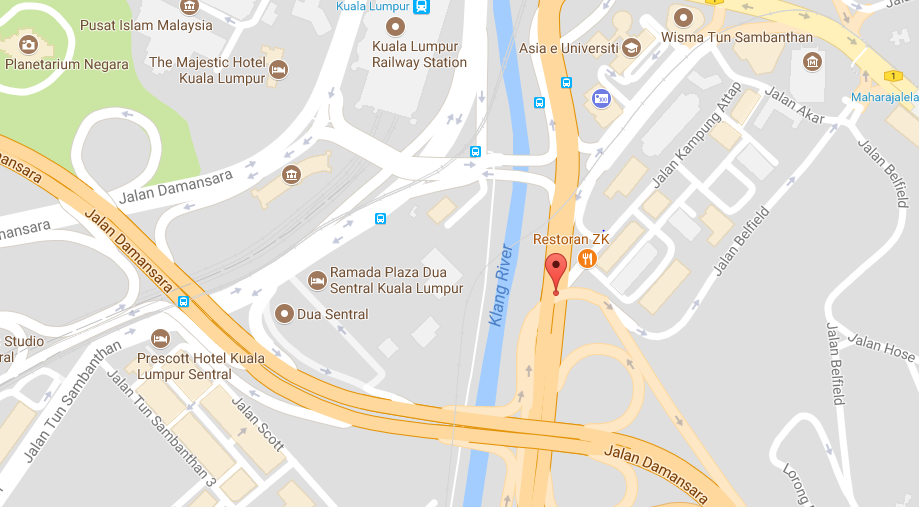 Kuala Lumpur
Pusat Islam Malaysia
Planetarium Negara
The Majestic Hotel
Kuala Lumpur
Kuala Lumpur
Railway Station
Asia e Universiti
Wisma Tun Sambanthan
1
1
Maharajalela
Jalan Akar
Jalan Kampung Attap
Jalan Belfield
Jalan Belfield
Jalan Belfield
Jalan Hose
Lorong
Jalan Damansara
Jalan Damansara
Restoran ZK
Klang River
Ramada Plaza Dua
Sentral Kuala Lumpur
Dua Sentral
Prescott Hotel Kuala
Lumpur Sentral
Studio
Jalan Tun Sambanthan
Jalan Tun Sambanthan 3
Jalan Scott
Jalan Damansara